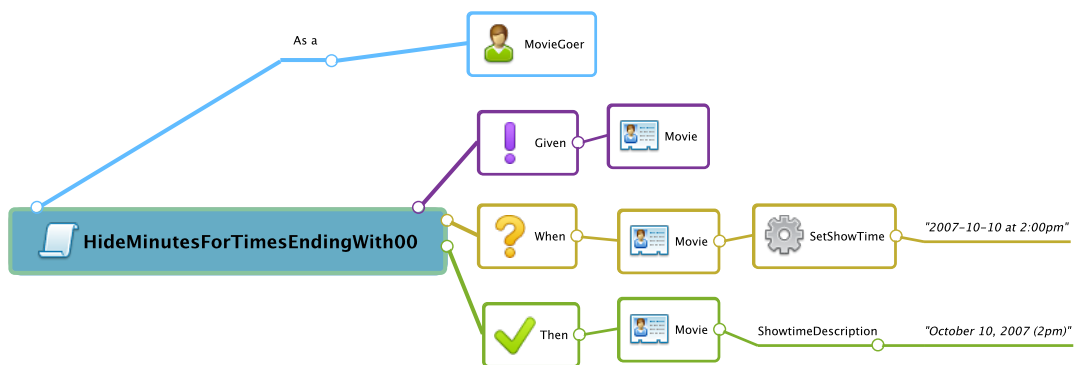 As a
MovieGoer
Given
Movie
HideMinutesForTimesEndingWith00
When
Movie
SetShowTime
"2007-10-10 at 2:00pm"
Then
Movie
ShowtimeDescription
"October 10, 2007 (2pm)"